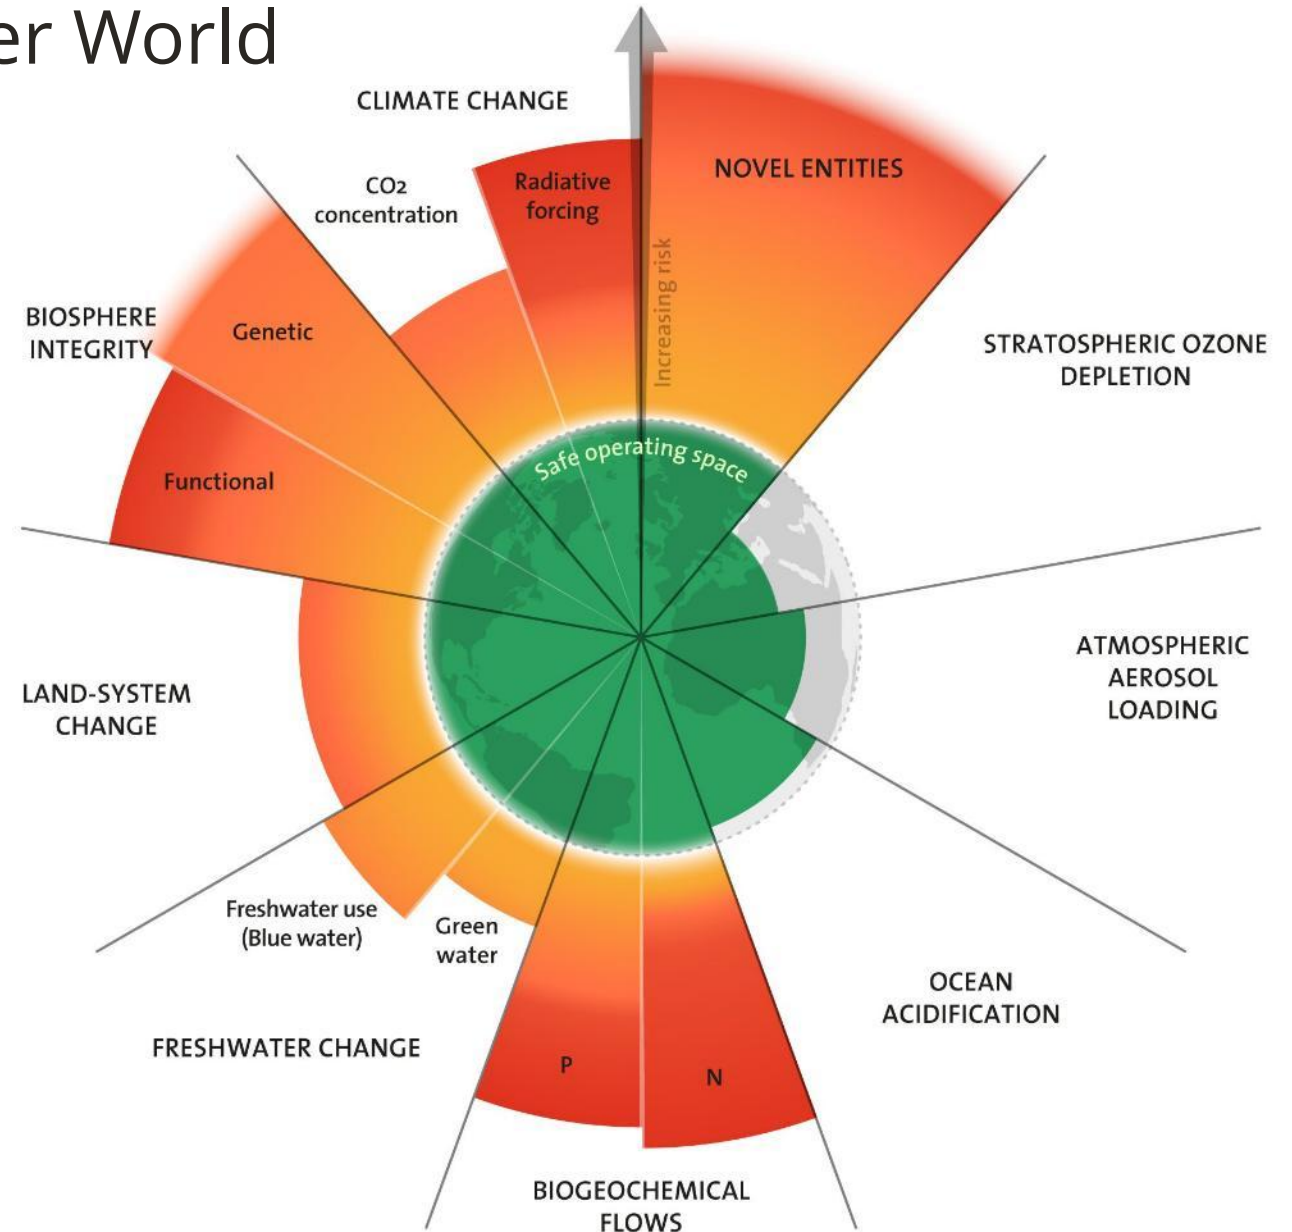 er World
CLIMATE CHANGE
CO2
concentration
Radiative
forcing
NOVEL ENTITIES
Increasing risk
BIOSPHERE
INTEGRITY
Genetic
Functional
STRATOSPHERIC OZONE
DEPLETION
Safe operating space
ATMOSPHERIC
AEROSOL
LOADING
LAND-SYSTEM
CHANGE
Freshwater use
(Blue water)
Green
water
OCEAN
ACIDIFICATION
FRESHWATER CHANGE
P
N
BIOGEOCHEMICAL
FLOWS